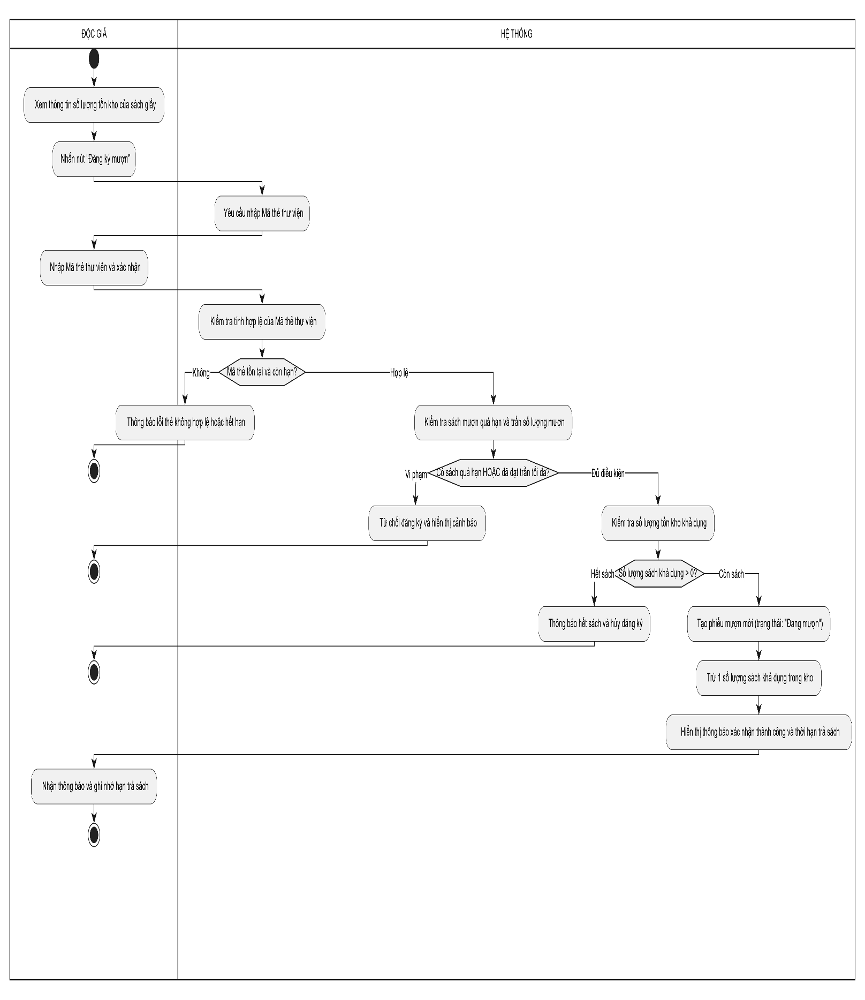 ĐỘC GIẢ
HỆ THỐNG
Xem thông tin số lượng tồn kho của sách giấy
Nhấn nút "Đăng ký mượn"
Yêu cầu nhập Mã thẻ thư viện
Nhập Mã thẻ thư viện và xác nhận
Kiểm tra tính hợp lệ của Mã thẻ thư viện
Không
Mã thẻ tồn tại và còn hạn?
Hợp lệ
Thông báo lỗi thẻ không hợp lệ hoặc hết hạn
Kiểm tra sách mượn quá hạn và trần số lượng mượn
Vi phạm
Có sách quá hạn HOẶC đã đạt trần tối đa?
Đủ điều kiện
Từ chối đăng ký và hiển thị cảnh báo
Kiểm tra số lượng tồn kho khả dụng
Hết sách
Số lượng sách khả dụng > 0?
Còn sách
Thông báo hết sách và hủy đăng ký
Tạo phiếu mượn mới (trạng thái: "Đang mượn")
Trừ 1 số lượng sách khả dụng trong kho
Hiển thị thông báo xác nhận thành công và thời hạn trả sách
Nhận thông báo và ghi nhớ hạn trả sách